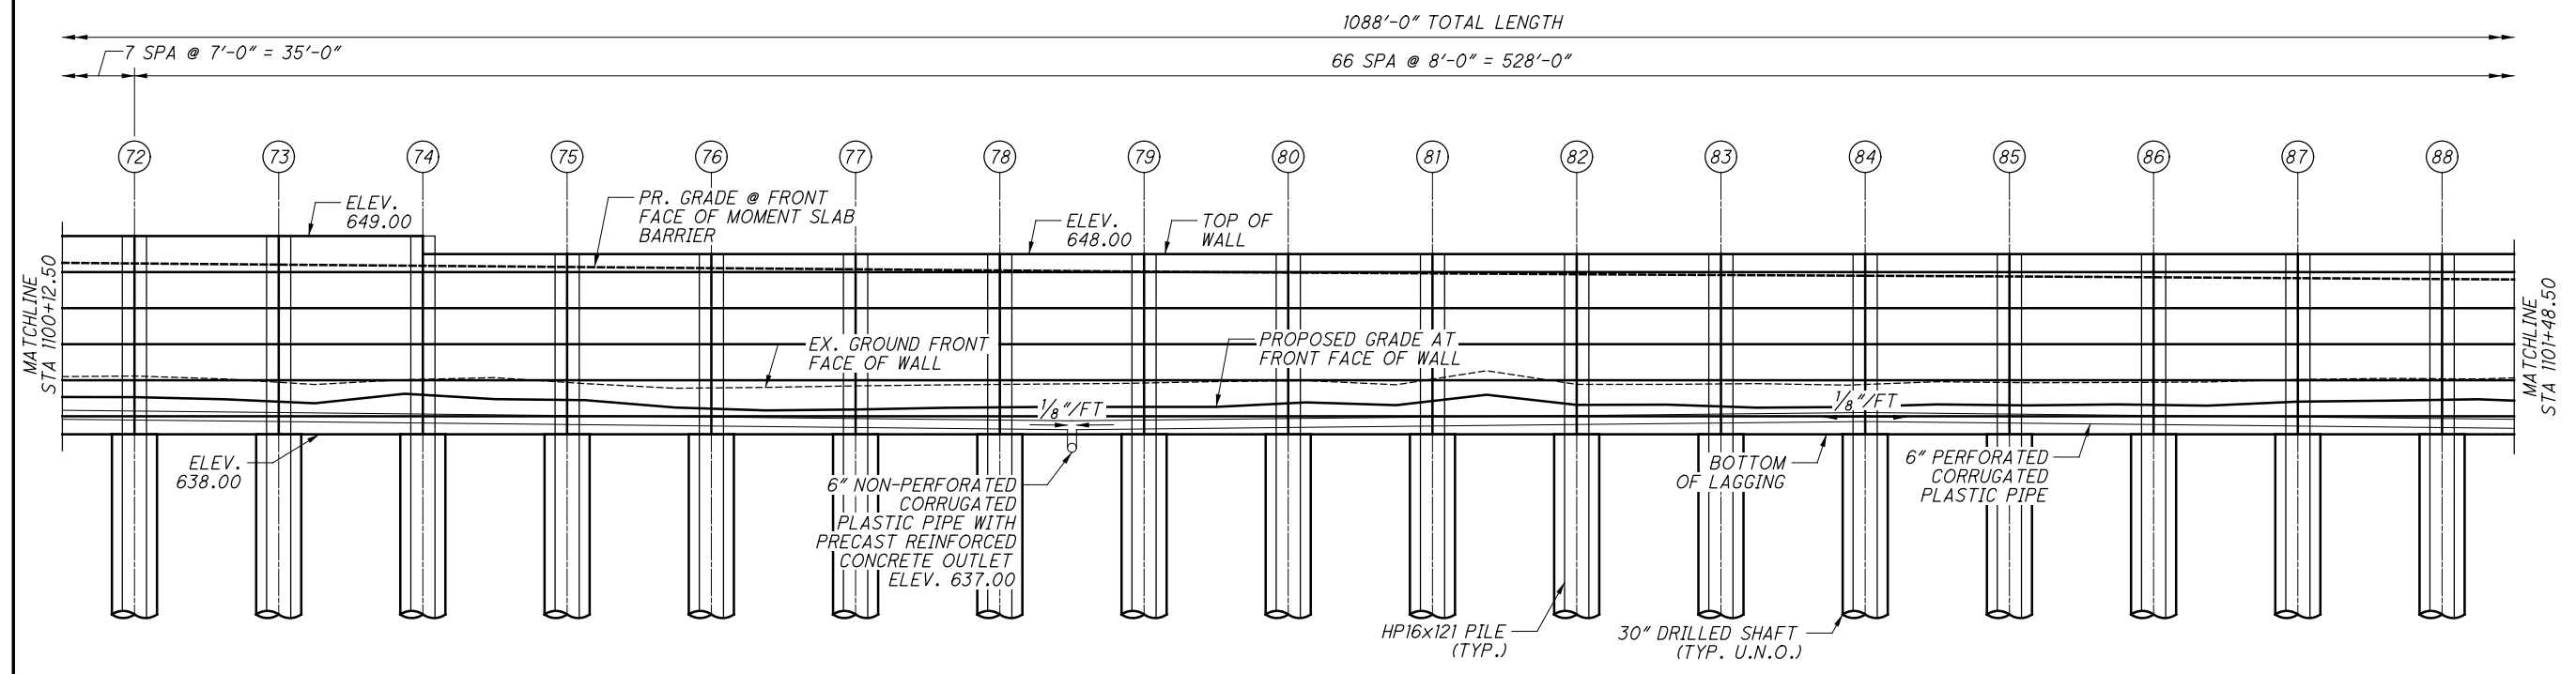 1088'-0" TOTAL LENGTH
7 SPA @ 7'-0" = 35'-0"
66 SPA @ 8'-0" = 528'-0"
72
73
74
75
76
77
78
79
80
81
82
83
84
85
86
87
88
ELEV.
649.00
PR. GRADE @ FRONT
FACE OF MOMENT SLAB
BARRIER
ELEV.
648.00
TOP OF
WALL
MATCHLINE
STA 1100+12.50
EX. GROUND FRONT
FACE OF WALL
PROPOSED GRADE AT
FRONT FACE OF WALL
MATCHLINE
STA 1101+48.50
1/8"/FT
1/8"/FT
ELEV.
638.00
6" NON-PERFORATED
CORRUGATED
PLASTIC PIPE WITH
PRECAST REINFORCED
CONCRETE OUTLET
ELEV. 637.00
BOTTOM
OF LAGGING
6" PERFORATED
CORRUGATED
PLASTIC PIPE
HP16x121 PILE
(TYP.)
30" DRILLED SHAFT
(TYP. U.N.O.)